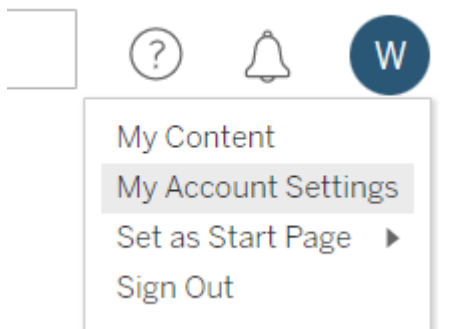 ?
W
My Content
My Account Settings
Set as Start Page
Sign Out